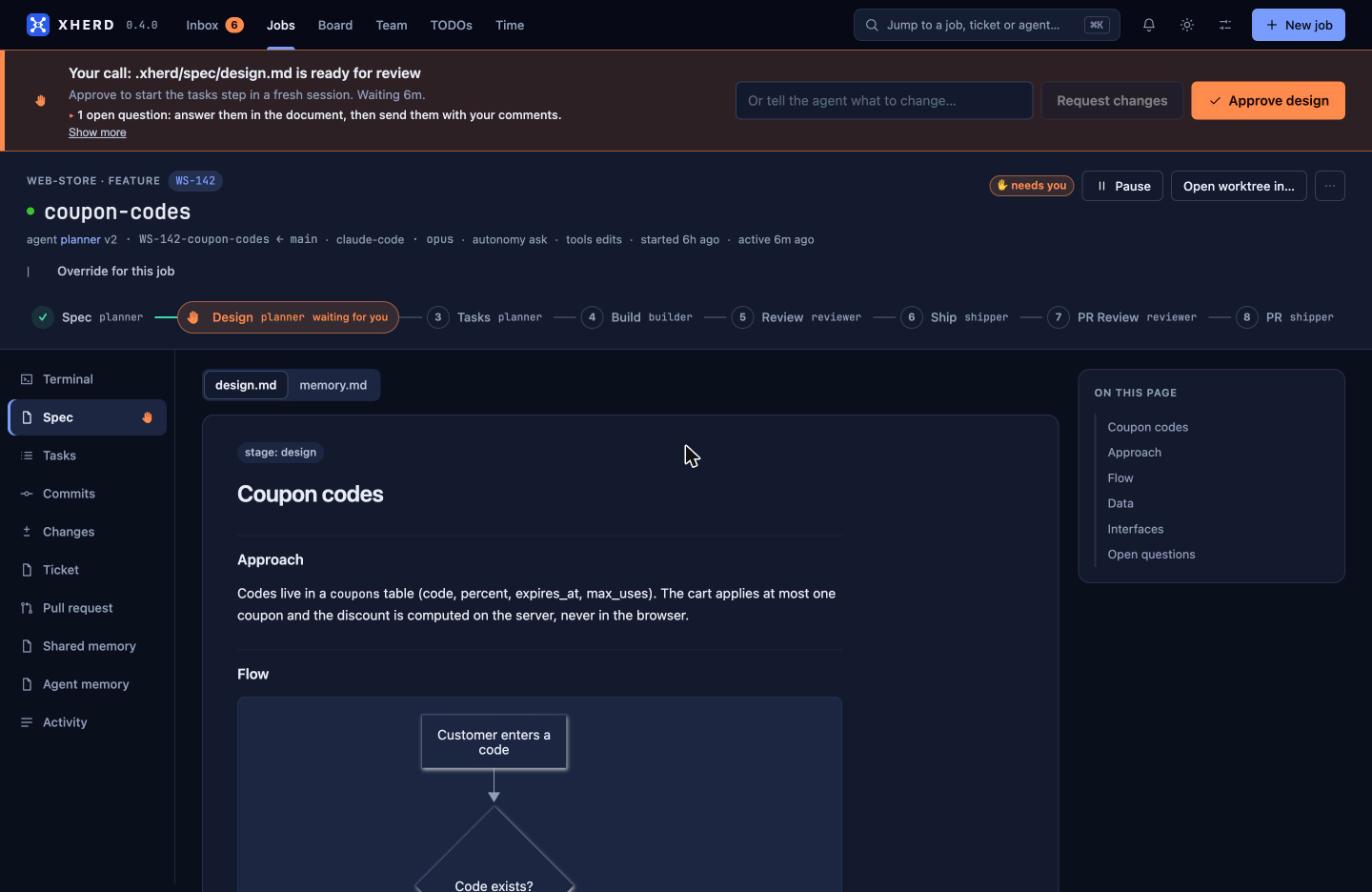 XHERD 0.4.0 Inbox 6 Jobs Board Team TODOs Time Jump to a job, ticket or agent... ⌘K + New job
Your call: .xherd/spec/design.md is ready for review
Approve to start the tasks step in a fresh session. Waiting 6m.
1 open question: answer them in the document, then send them with your comments.
Show more
Or tell the agent what to change...
Request changes
Approve design
WEB-STORE · FEATURE WS-142
needs you
Pause
Open worktree in...
...
coupon-codes
agent planner v2 · WS-142-coupon-codes ← main · claude-code · opus · autonomy ask · tools edits · started 6h ago · active 6m ago
Override for this job
Spec planner
Design planner waiting for you
3 Tasks planner
4 Build builder
5 Review reviewer
6 Ship shipper
7 PR Review reviewer
8 PR shipper
Terminal
Spec
Tasks
Commits
Changes
Ticket
Pull request
Shared memory
Agent memory
Activity
design.md memory.md
stage: design
Coupon codes
Approach
Codes live in a coupons table (code, percent, expires_at, max_uses). The cart applies at most one
coupon and the discount is computed on the server, never in the browser.
Flow
Customer enters a
code
Code exists?
ON THIS PAGE
Coupon codes
Approach
Flow
Data
Interfaces
Open questions